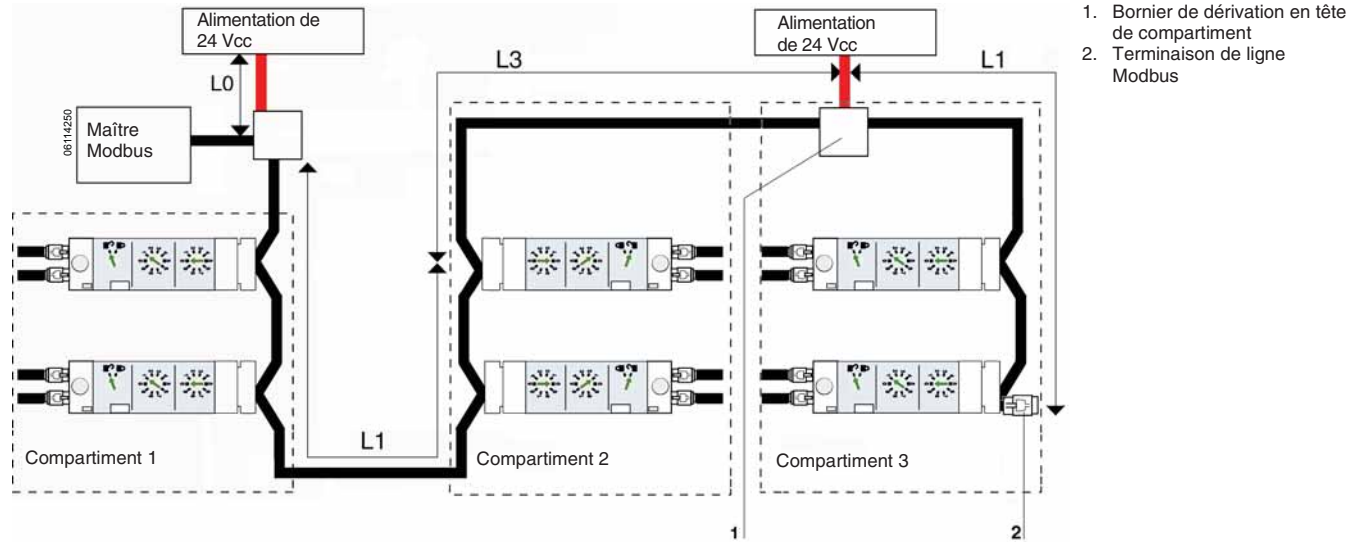 Alimentation de
24 Vcc
L0
06114250
Maître
Modbus
L3
Alimentation
de 24 Vcc
L1
L1
Compartiment 1
Compartiment 2
Compartiment 3
1
2
1. Bornier de dérivation en tête
de compartiment
2. Terminaison de ligne
Modbus